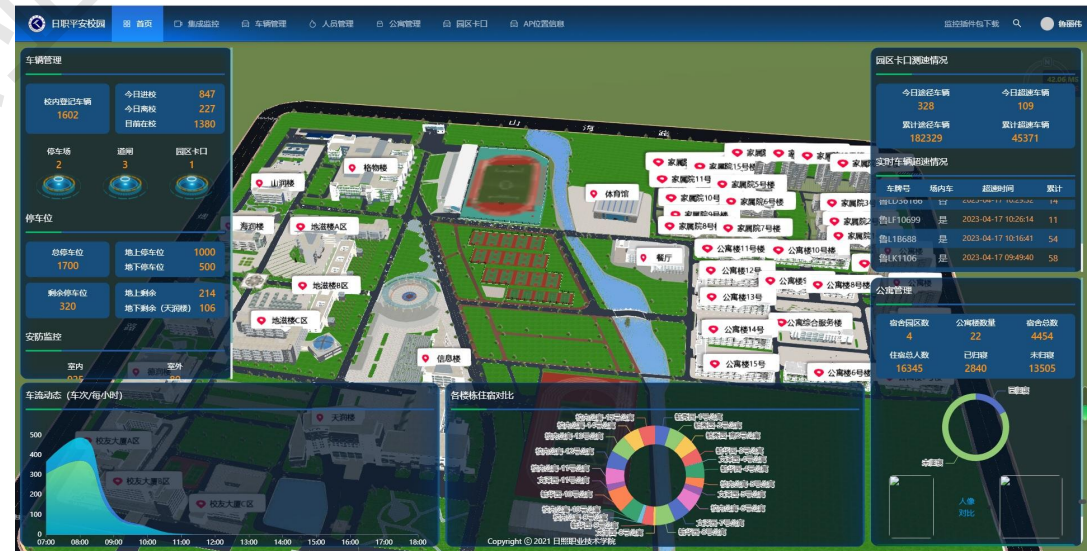 日职平安校园 首页 集成监控 车辆管理 人员管理 公寓管理 园区卡口 AP位置信息 监控插件包下载
车辆管理
校内登记车辆
1602
今日进校 847
今日离校 227
目前在校 1380
停车场 道闸 园区卡口
2 3 1
停车位
总停车位
1700
地上停车位 1000
地下停车位 500
剩余停车位
320
地上剩余 214
地下剩余（天润楼） 106
安防监控
室内 室外
车流动态（车次/每小时）
500
400
300
200
100
0
07:00 08:00 09:00 10:00 11:00 12:00 13:00 14:00 15:00 16:00 17:00 18:00
山 河 路
格物楼
山润楼
海润楼
地滋楼A区
地滋楼B区
地滋楼C区
信息楼
体育馆
餐厅
家属院15号楼
家属院11号
家属院5号楼
家属院6号楼
家属院8号
家属院7号楼
公寓楼11号楼
公寓楼10号楼
公寓楼12号
公寓楼13号
公寓楼8号楼
公寓楼14号
公寓综合服务楼
公寓楼15号
公寓楼6号楼
天润楼
校友大厦A区
校友大厦B区
校友大厦C区
各楼栋住宿对比
Copyright © 2021 日照职业技术学院
园区卡口测速情况
42.06 MS
今日途径车辆 今日超速车辆
328 109
累计途径车辆 累计超速车辆
182329 45371
实时车辆超速情况
车牌号 场内车 超速时间 累计
鲁LF10699 是 2023-04-17 10:26:14 11
鲁L1B688 是 2023-04-17 10:16:41 54
鲁LK1106 是 2023-04-17 09:49:40 58
公寓管理
宿舍园区数 公寓楼数量 宿舍总数
4 22 4454
住宿总人数 已归寝 未归寝
16345 2840 13505
已归寝
未归寝
人像
对比